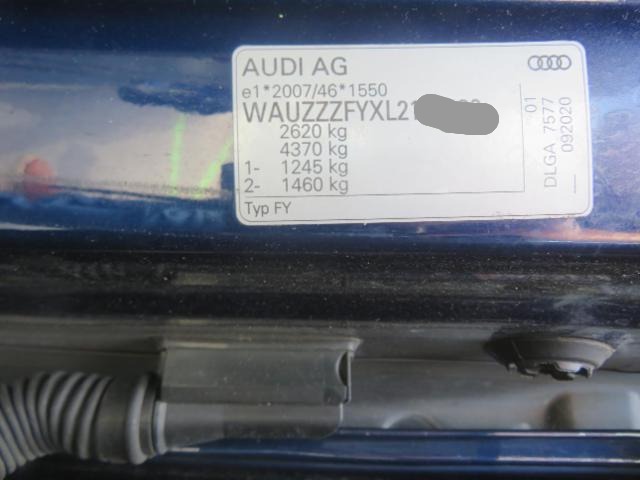 AUDI AG
e1*2007/46*1550
WAUZZZFYXL21
2620 kg
4370 kg
1- 1245 kg
2- 1460 kg
Typ FY
01
DLGA 7577
092020